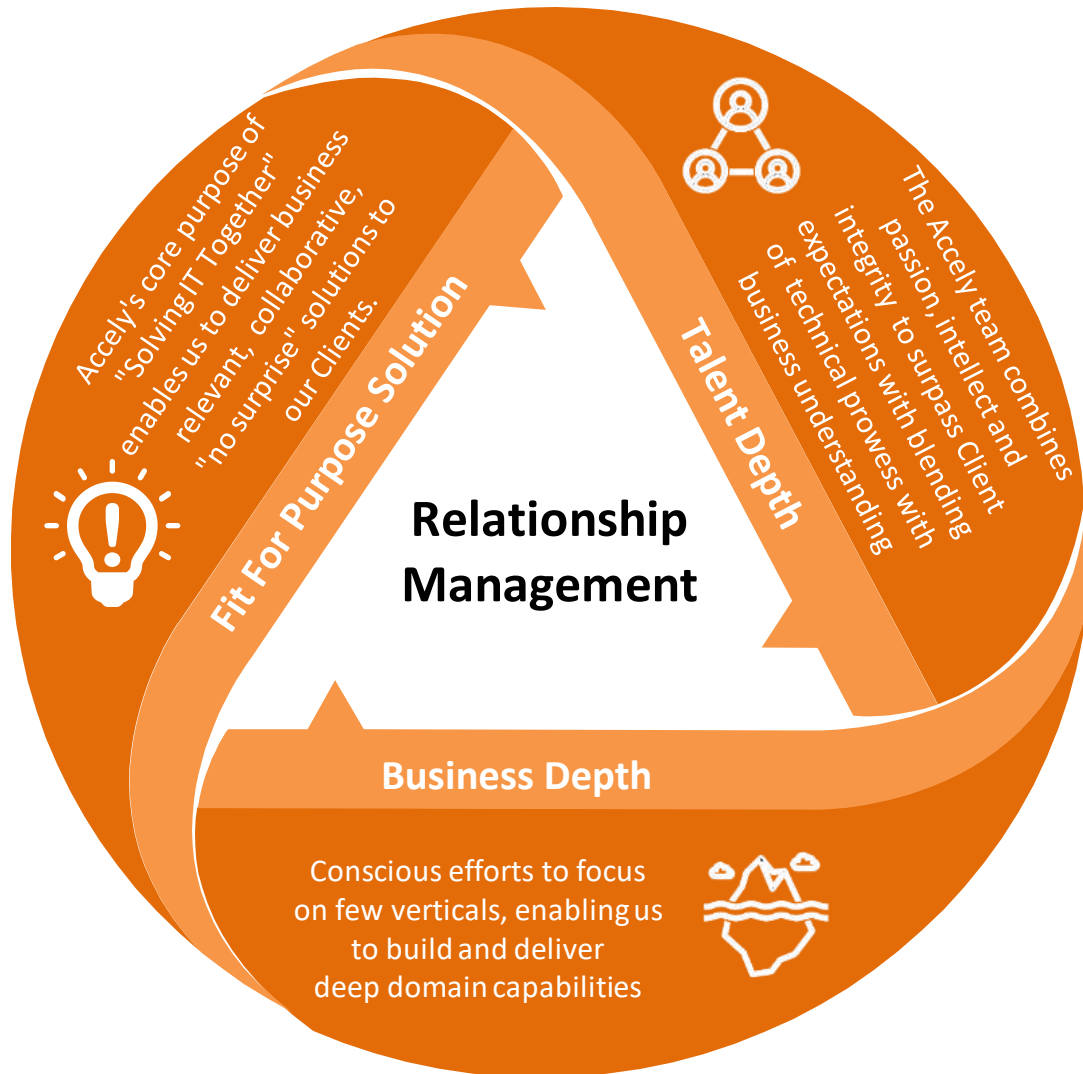 Accely's core purpose of
"Solving IT Together"
enables us to deliver business
relevant, collaborative,
"no surprise" solutions to
our Clients.
Fit For Purpose Solution
The Accely team combines
passion, intellect and
integrity to surpass Client
expectations with blending
of technical prowess with
business understanding
Talent Depth
Relationship
Management
Business Depth
Conscious efforts to focus
on few verticals, enabling us
to build and deliver
deep domain capabilities